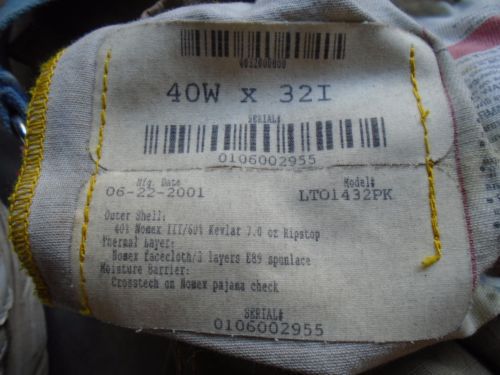 4032000000
40W x 32I
SERIAL#
0106002955
Mfg. Date
06-22-2001
Model#
LTO1432PK
Outer Shell:
40% Nomex III/60% Kevlar 7.0 oz Ripstop
Thermal Layer:
Nomex facecloth/3 layers E89 spunlace
Moisture Barrier:
Crosstech on Nomex pajama check
SERIAL#
0106002955